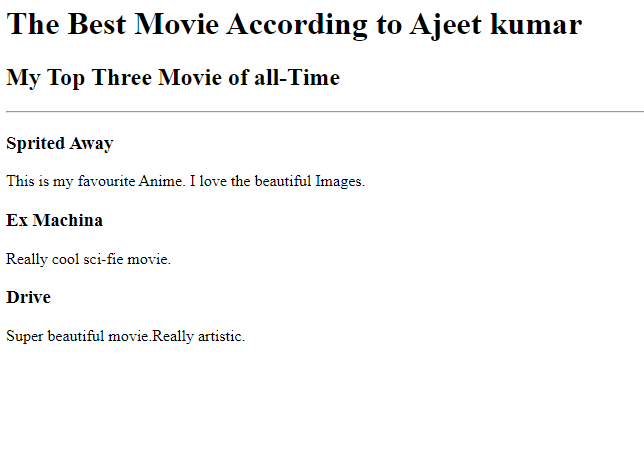 The Best Movie According to Ajeet kumar
My Top Three Movie of all-Time
Sprited Away
This is my favourite Anime. I love the beautiful Images.
Ex Machina
Really cool sci-fie movie.
Drive
Super beautiful movie.Really artistic.